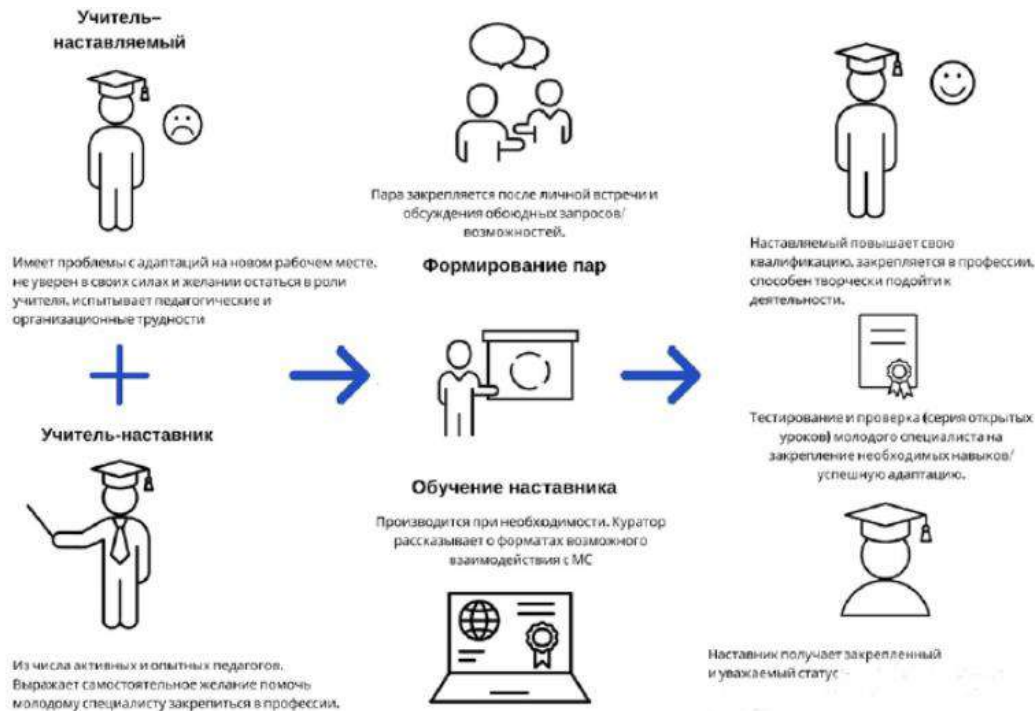 Учитель–
наставляемый
Имеет проблемы с адаптаций на новом рабочем месте,
не уверен в своих силах и желании остаться в роли
учителя, испытывает педагогические и
организационные трудности
Учитель-наставник
Из числа активных и опытных педагогов.
Выражает самостоятельное желание помочь
молодому специалисту закрепиться в профессии.
Пара закрепляется после личной встречи и
обсуждения обоюдных запросов/
возможностей.
Формирование пар
Обучение наставника
Производится при необходимости. Куратор
рассказывает о форматах возможного
взаимодействия с МС
Наставляемый повышает свою
квалификацию, закрепляется в профессии,
способен творчески подойти к
деятельности.
Тестирование и проверка (серия открытых
уроков) молодого специалиста на
закрепление необходимых навыков/
успешную адаптацию.
Наставник получает закрепленный
и уважаемый статус